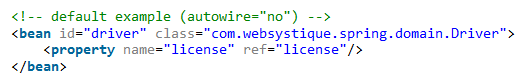 <!-- default example (autowire="no") -->
<bean id="driver" class="com.websystique.spring.domain.Driver">
    <property name="license" ref="license"/>
</bean>